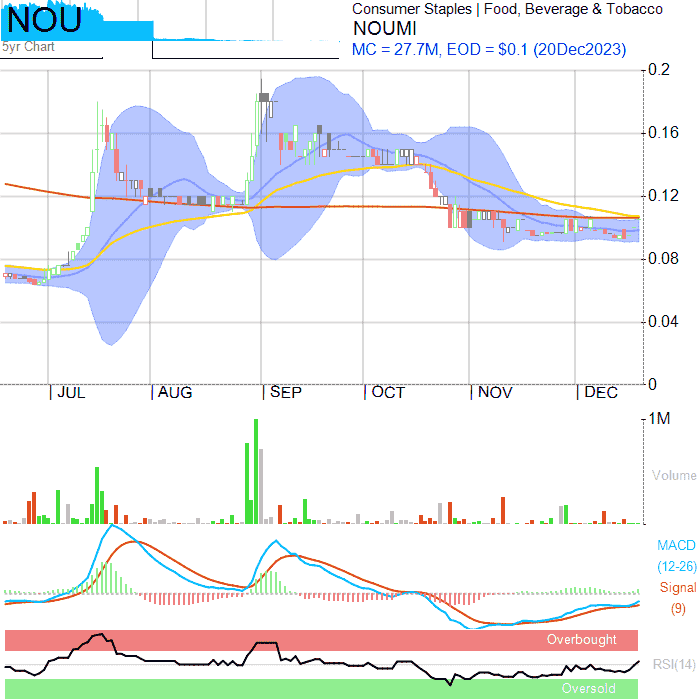 NOU
5yr Chart
Consumer Staples | Food, Beverage & Tobacco
NOUMI
MC = 27.7M, EOD = $0.1 (20Dec2023)
0.2
0.16
0.12
0.08
0.04
0
JUL AUG SEP OCT NOV DEC
1M
Volume
MACD
(12-26)
Signal
(9)
Overbought
RSI(14)
Oversold